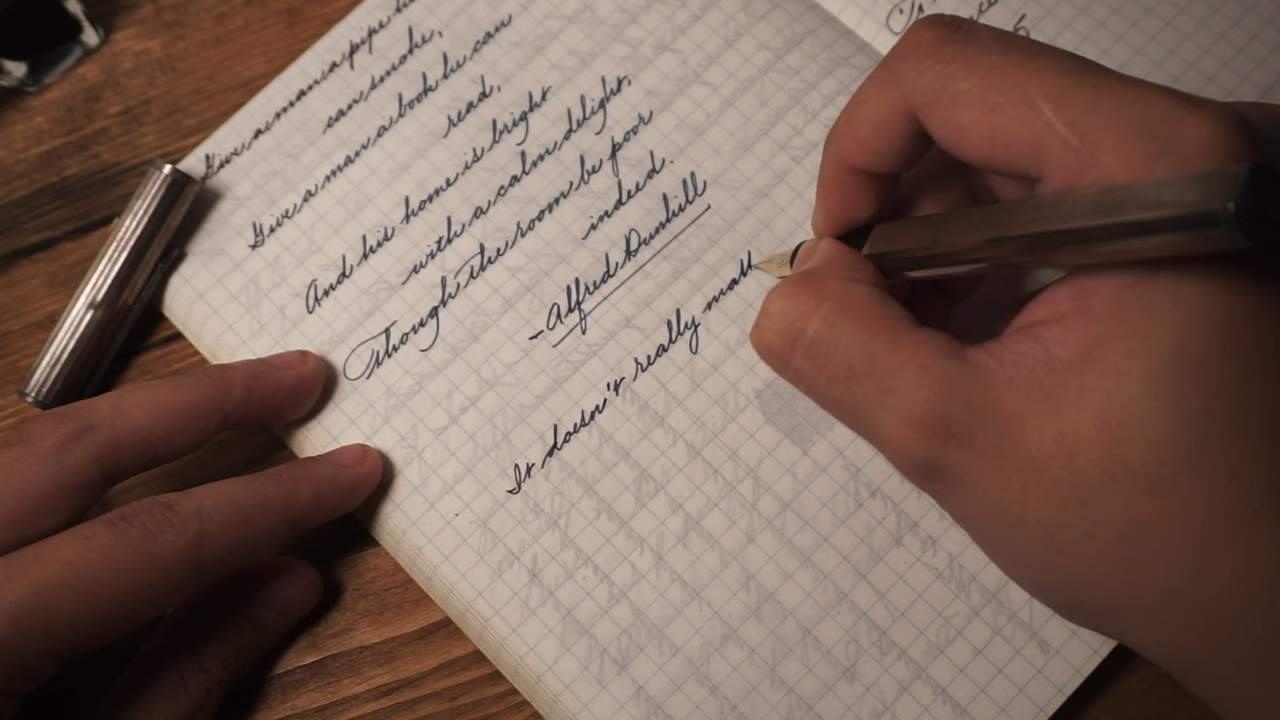 Give a man a pipe he
can smoke,
Give a man a book he can
read,
And his home is bright
with a calm delight,
Though the room be poor
indeed.
-Alfred Dunhill
It doesn't really matt